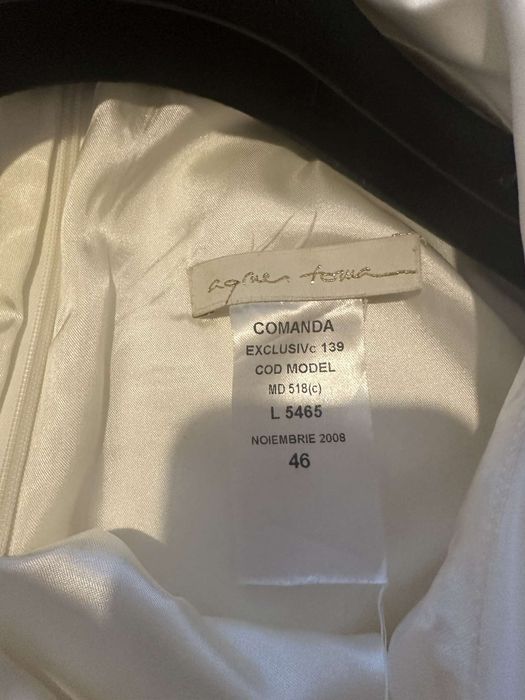 agnes toma
COMANDA
EXCLUSIVc 139
COD MODEL
MD 518(c)
L 5465
NOIEMBRIE 2008
46